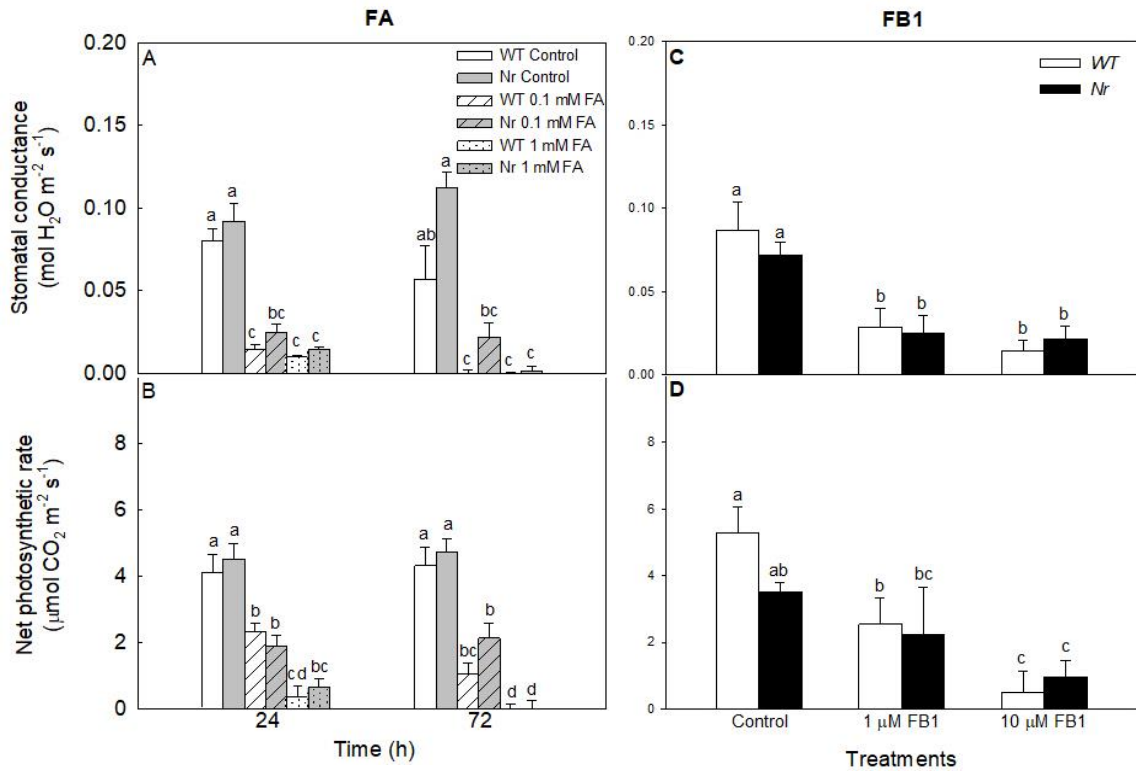 FA
FB1
A
0.20
0.15
0.10
0.05
0.00
Stomatal conductance
(mol H2O m-2 s-1)
WT Control
Nr Control
WT 0.1 mM FA
Nr 0.1 mM FA
WT 1 mM FA
Nr 1 mM FA
a
a
c
bc
c
c
ab
a
c
bc
c
c
C
0.20
0.15
0.10
0.05
0.00
WT
Nr
a
a
b
b
b
b
B
8
6
4
2
0
Net photosynthetic rate
(μmol CO2 m-2 s-1)
a
a
b
b
cd
bc
a
a
bc
b
d
d
24
72
Time (h)
D
8
6
4
2
0
a
ab
b
bc
c
c
Control
1 μM FB1
10 μM FB1
Treatments